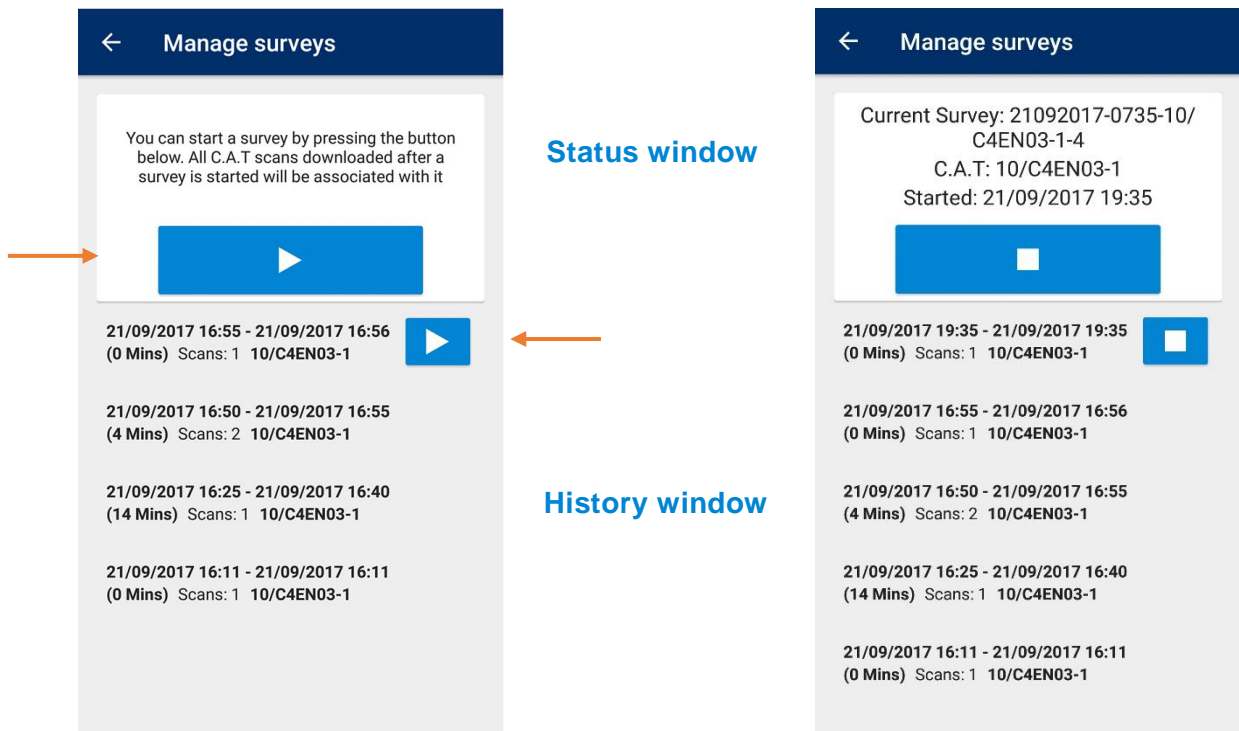 Manage surveys
You can start a survey by pressing the button
below. All C.A.T scans downloaded after a
survey is started will be associated with it
21/09/2017 16:55 - 21/09/2017 16:56
(0 Mins) Scans: 1 10/C4EN03-1
21/09/2017 16:50 - 21/09/2017 16:55
(4 Mins) Scans: 2 10/C4EN03-1
21/09/2017 16:25 - 21/09/2017 16:40
(14 Mins) Scans: 1 10/C4EN03-1
21/09/2017 16:11 - 21/09/2017 16:11
(0 Mins) Scans: 1 10/C4EN03-1
Status window
History window
Manage surveys
Current Survey: 21092017-0735-10/
C4EN03-1-4
C.A.T: 10/C4EN03-1
Started: 21/09/2017 19:35
21/09/2017 19:35 - 21/09/2017 19:35
(0 Mins) Scans: 1 10/C4EN03-1
21/09/2017 16:55 - 21/09/2017 16:56
(0 Mins) Scans: 1 10/C4EN03-1
21/09/2017 16:50 - 21/09/2017 16:55
(4 Mins) Scans: 2 10/C4EN03-1
21/09/2017 16:25 - 21/09/2017 16:40
(14 Mins) Scans: 1 10/C4EN03-1
21/09/2017 16:11 - 21/09/2017 16:11
(0 Mins) Scans: 1 10/C4EN03-1